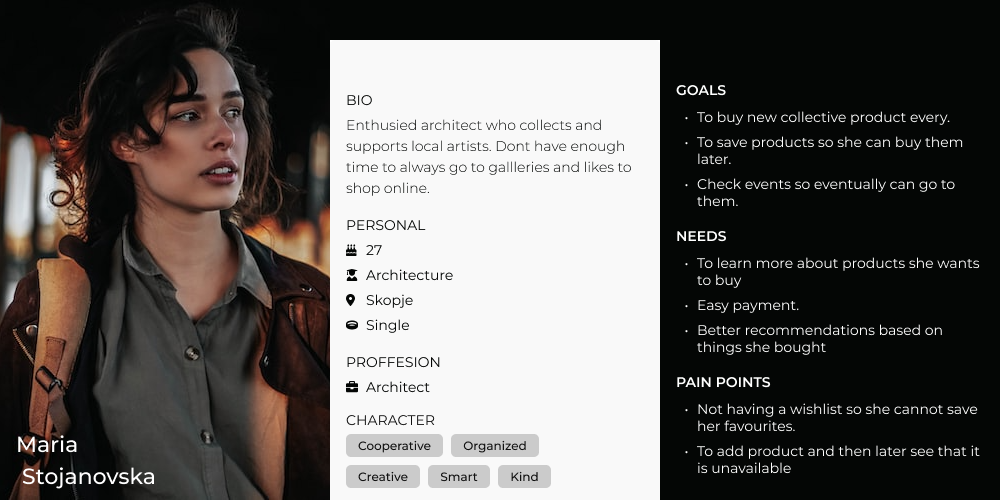 Maria
Stojanovska
BIO
Enthusied architect who collects and
supports local artists. Dont have enough
time to always go to gallleries and likes to
shop online.
PERSONAL
27
Architecture
Skopje
Single
PROFFESION
Architect
CHARACTER
Cooperative Organized
Creative Smart Kind
GOALS
• To buy new collective product every.
• To save products so she can buy them
later.
• Check events so eventually can go to
them.
NEEDS
• To learn more about products she wants
to buy
• Easy payment.
• Better recommendations based on
things she bought
PAIN POINTS
• Not having a wishlist so she cannot save
her favourites.
• To add product and then later see that it
is unavailable